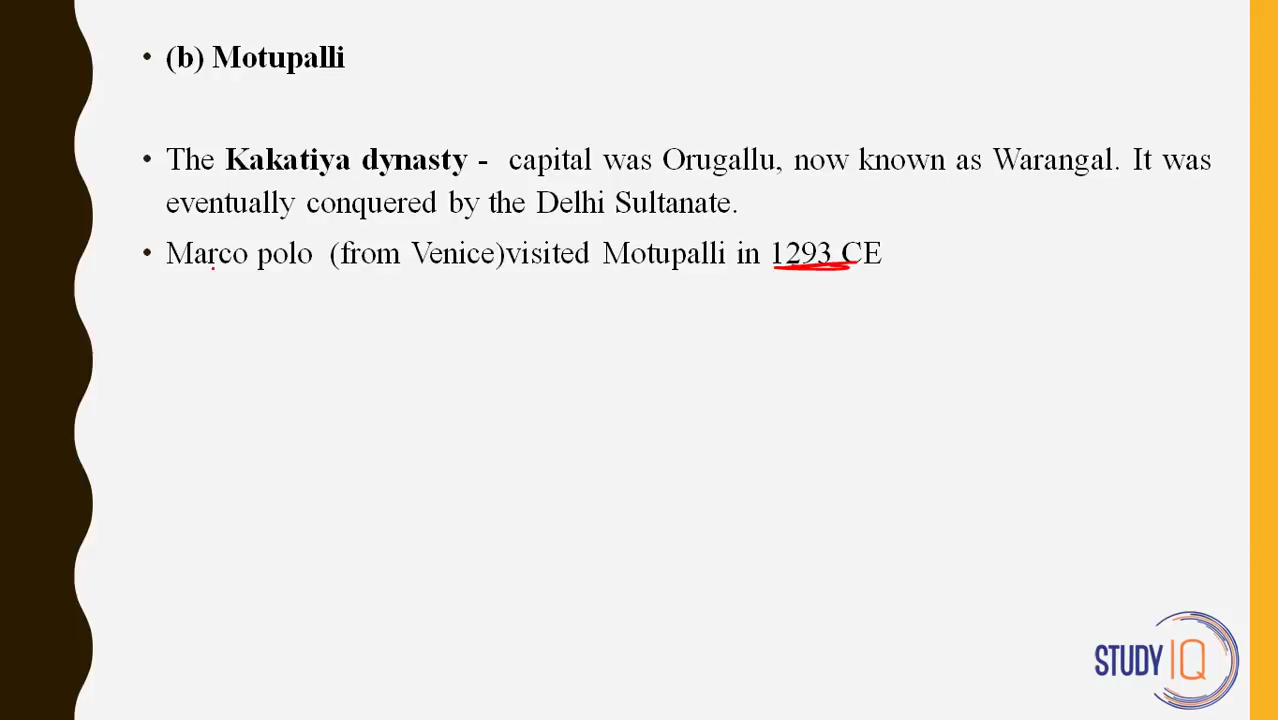 • (b) Motupalli
• The Kakatiya dynasty - capital was Orugallu, now known as Warangal. It was
eventually conquered by the Delhi Sultanate.
• Marco polo (from Venice)visited Motupalli in 1293 CE
STUDY IQ